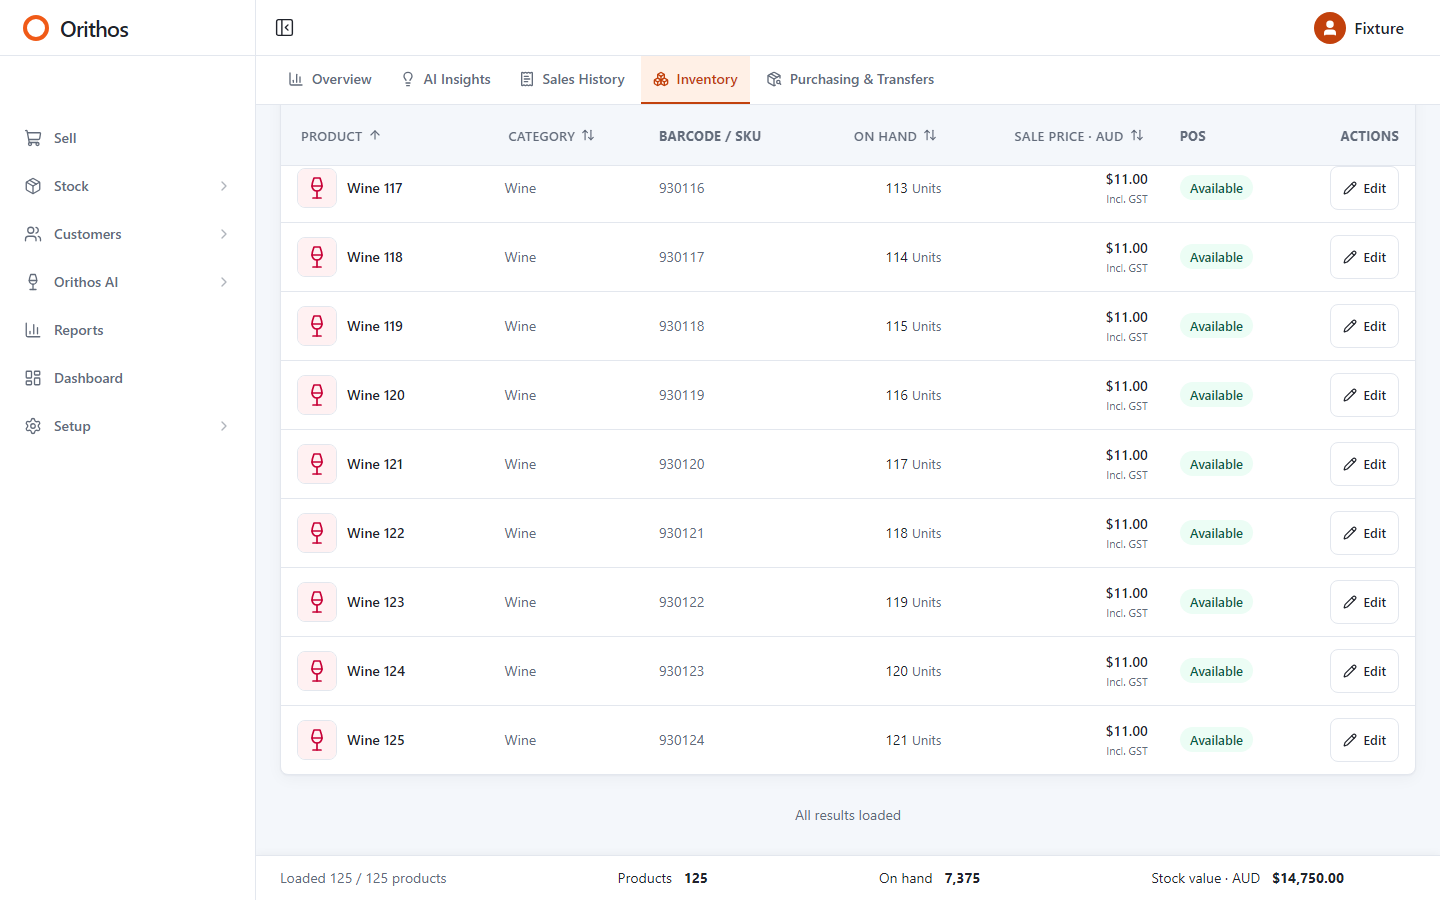 Orithos
Fixture
Overview
AI Insights
Sales History
Inventory
Purchasing & Transfers
Sell
Stock
Customers
Orithos AI
Reports
Dashboard
Setup
PRODUCT CATEGORY BARCODE / SKU ON HAND SALE PRICE · AUD POS ACTIONS
Wine 117 Wine 930116 113 Units $11.00 Incl. GST Available Edit
Wine 118 Wine 930117 114 Units $11.00 Incl. GST Available Edit
Wine 119 Wine 930118 115 Units $11.00 Incl. GST Available Edit
Wine 120 Wine 930119 116 Units $11.00 Incl. GST Available Edit
Wine 121 Wine 930120 117 Units $11.00 Incl. GST Available Edit
Wine 122 Wine 930121 118 Units $11.00 Incl. GST Available Edit
Wine 123 Wine 930122 119 Units $11.00 Incl. GST Available Edit
Wine 124 Wine 930123 120 Units $11.00 Incl. GST Available Edit
Wine 125 Wine 930124 121 Units $11.00 Incl. GST Available Edit
All results loaded
Loaded 125 / 125 products Products 125 On hand 7,375 Stock value · AUD $14,750.00